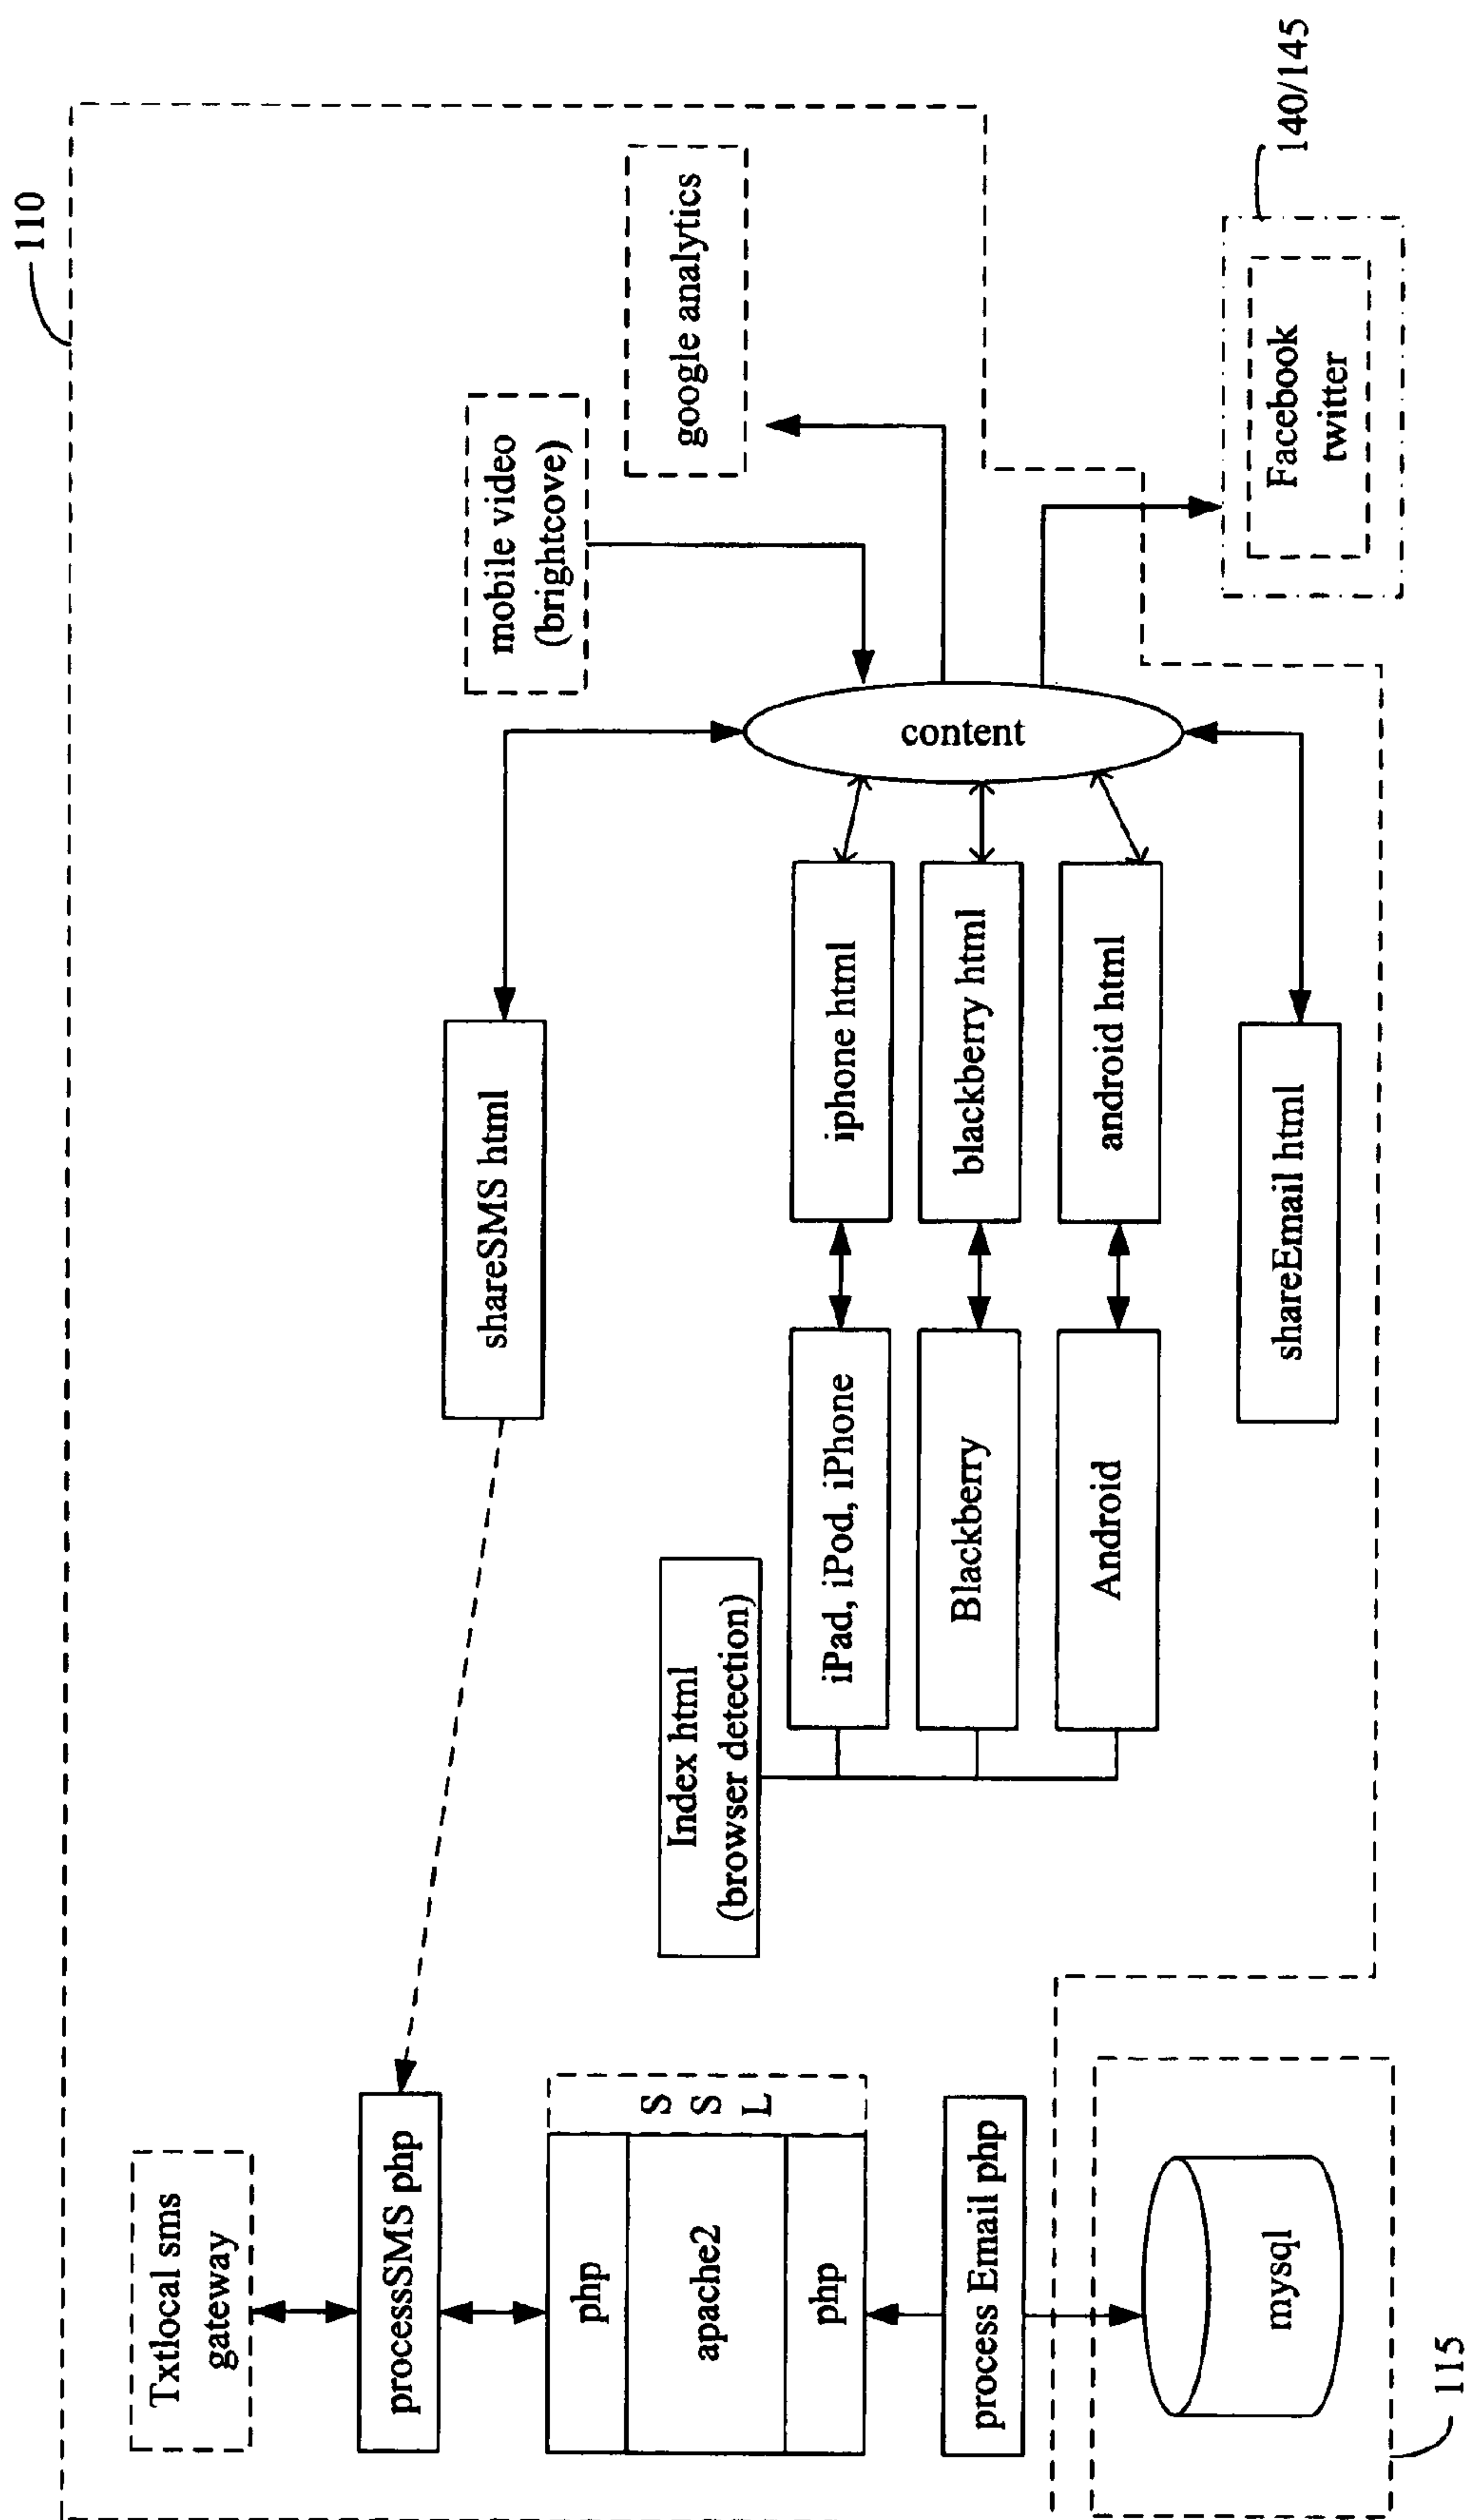 110
Txtlocal sms
gateway
processSMS php
php
apache2
php
S
S
L
process Email php
mysql
115
shareSMS html
Index html
(browser detection)
iPad, iPod, iPhone
Blackberry
Android
iphone html
blackberry html
android html
shareEmail html
content
mobile video
(brightcove)
google analytics
Facebook
twitter
140/145